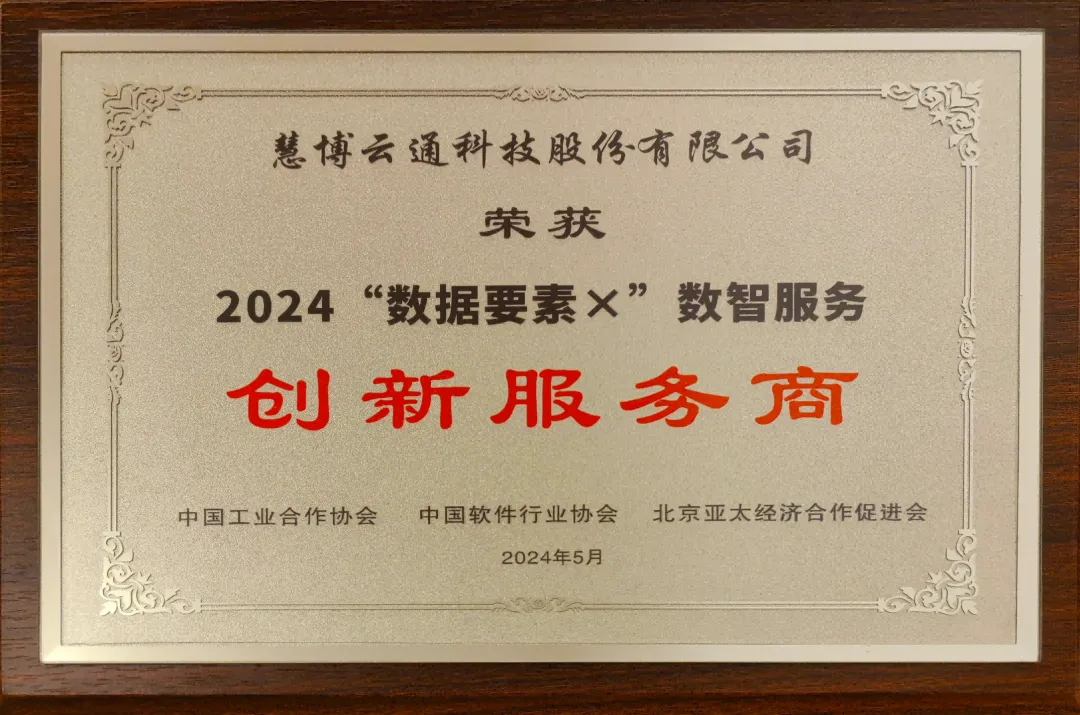 慧博云通科技股份有限公司
荣获
2024“数据要素×”数智服务
创新服务商
中国工业合作协会 中国软件行业协会 北京亚太经济合作促进会
2024年5月